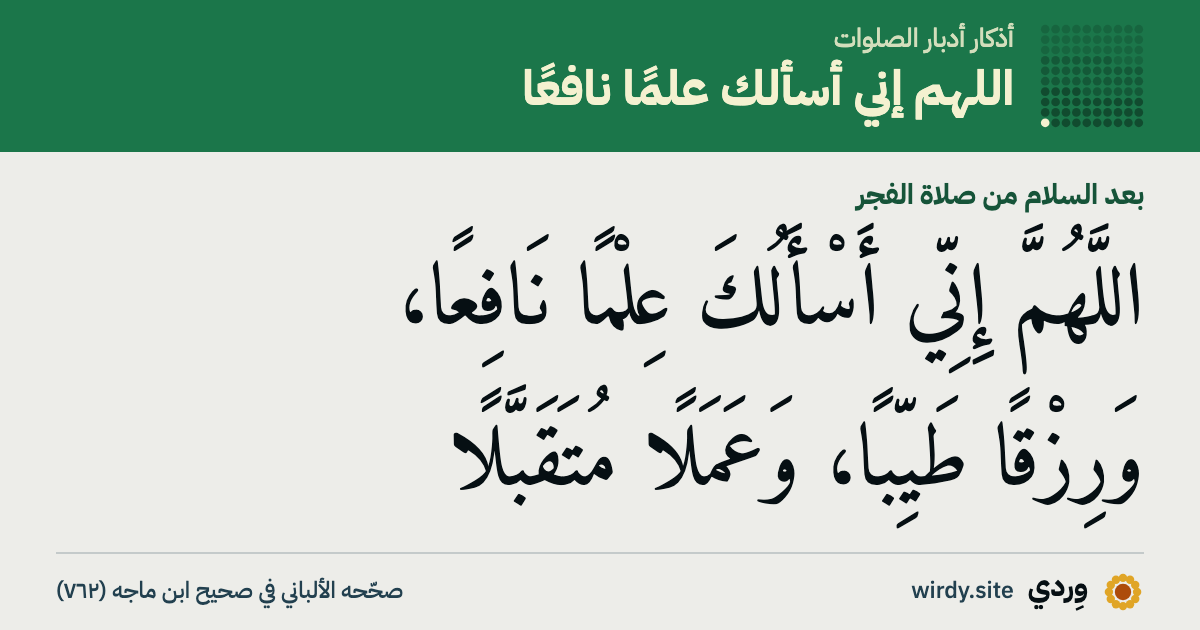 أذكار أدبار الصلوات
اللهم إني أسألك علمًا نافعًا
بعد السلام من صلاة الفجر
اللَّهُمَّ إِنِّي أَسْأَلُكَ عِلْمًا نَافِعًا،
وَرِزْقًا طَيِّبًا، وَعَمَلًا مُتَقَبَّلًا
وِردي wirdy.site
صحّحه الألباني في صحيح ابن ماجه (٧٦٢)